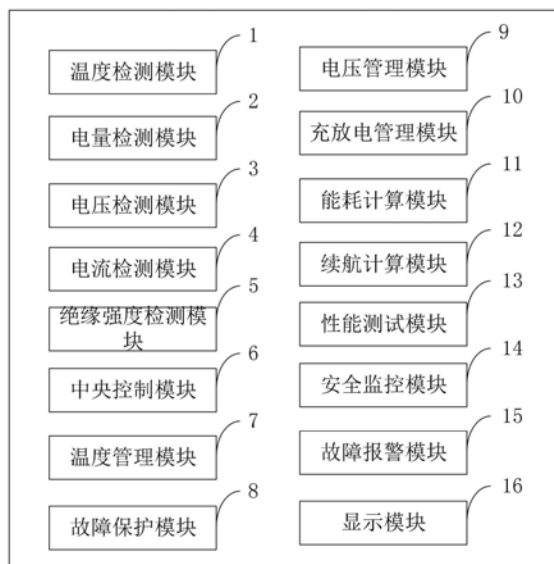 1
温度检测模块
2
电量检测模块
3
电压检测模块
4
电流检测模块
5
绝缘强度检测模
块
6
中央控制模块
7
温度管理模块
8
故障保护模块
9
电压管理模块
10
充放电管理模块
11
能耗计算模块
12
续航计算模块
13
性能测试模块
14
安全监控模块
15
故障报警模块
16
显示模块